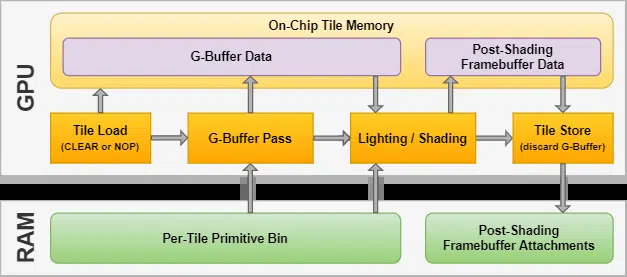 GPU
On-Chip Tile Memory
G-Buffer Data
Post-Shading
Framebuffer Data
Tile Load
(CLEAR or NOP)
G-Buffer Pass
Lighting / Shading
Tile Store
(discard G-Buffer)
RAM
Per-Tile Primitive Bin
Post-Shading
Framebuffer Attachments